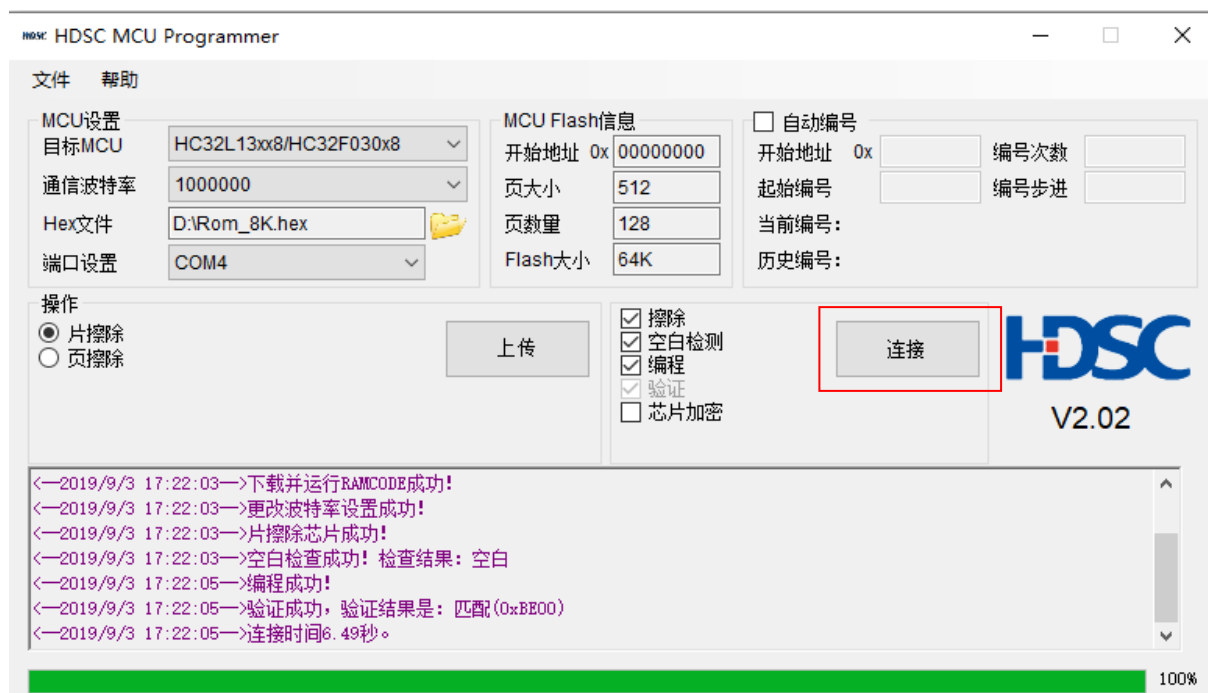 HDSC HDSC MCU Programmer
文件 帮助
MCU设置
目标MCU HC32L13xx8/HC32F030x8
通信波特率 1000000
Hex文件 D:\Rom_8K.hex
端口设置 COM4
MCU Flash信息
开始地址 0x 00000000
页大小 512
页数量 128
Flash大小 64K
自动编号
开始地址 0x 编号次数
起始编号 编号步进
当前编号:
历史编号:
操作
片擦除
页擦除
上传
擦除
空白检测
编程
验证
芯片加密
连接
HDSC
V2.02
<—2019/9/3 17:22:03—>下载并运行RAMCODE成功!
<—2019/9/3 17:22:03—>更改波特率设置成功!
<—2019/9/3 17:22:03—>片擦除芯片成功!
<—2019/9/3 17:22:03—>空白检查成功! 检查结果: 空白
<—2019/9/3 17:22:05—>编程成功!
<—2019/9/3 17:22:05—>验证成功，验证结果是: 匹配(0xBE00)
<—2019/9/3 17:22:05—>连接时间6.49秒。
100%